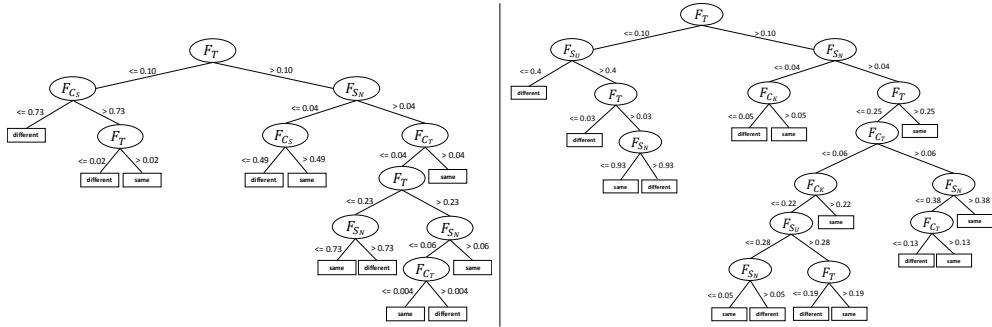 F_T
<= 0.10 > 0.10
F_{C_S} F_{S_N}
<= 0.73 > 0.73 <= 0.04 > 0.04
different F_T F_{C_S} F_{C_T}
<= 0.02 > 0.02 <= 0.49 > 0.49 <= 0.04 > 0.04
different same different same F_T same
<= 0.23 > 0.23
F_{S_N} F_{S_N}
<= 0.73 > 0.73 <= 0.06 > 0.06
same different F_{C_T} same
<= 0.004 > 0.004
same different
F_T
<= 0.10 > 0.10
F_{S_U} F_{S_N}
<= 0.4 > 0.4 <= 0.04 > 0.04
different F_T F_{C_K} F_T
<= 0.03 > 0.03 <= 0.05 > 0.05 <= 0.25 > 0.25
different F_{S_N} different same F_{C_T} same
<= 0.93 > 0.93 <= 0.06 > 0.06
same different F_{C_K} F_{S_N}
<= 0.22 > 0.22 <= 0.38 > 0.38
F_{S_U} same F_{C_T} same
<= 0.28 > 0.28 <= 0.13 > 0.13
F_{S_N} F_T different same
<= 0.05 > 0.05 <= 0.19 > 0.19
same different different same